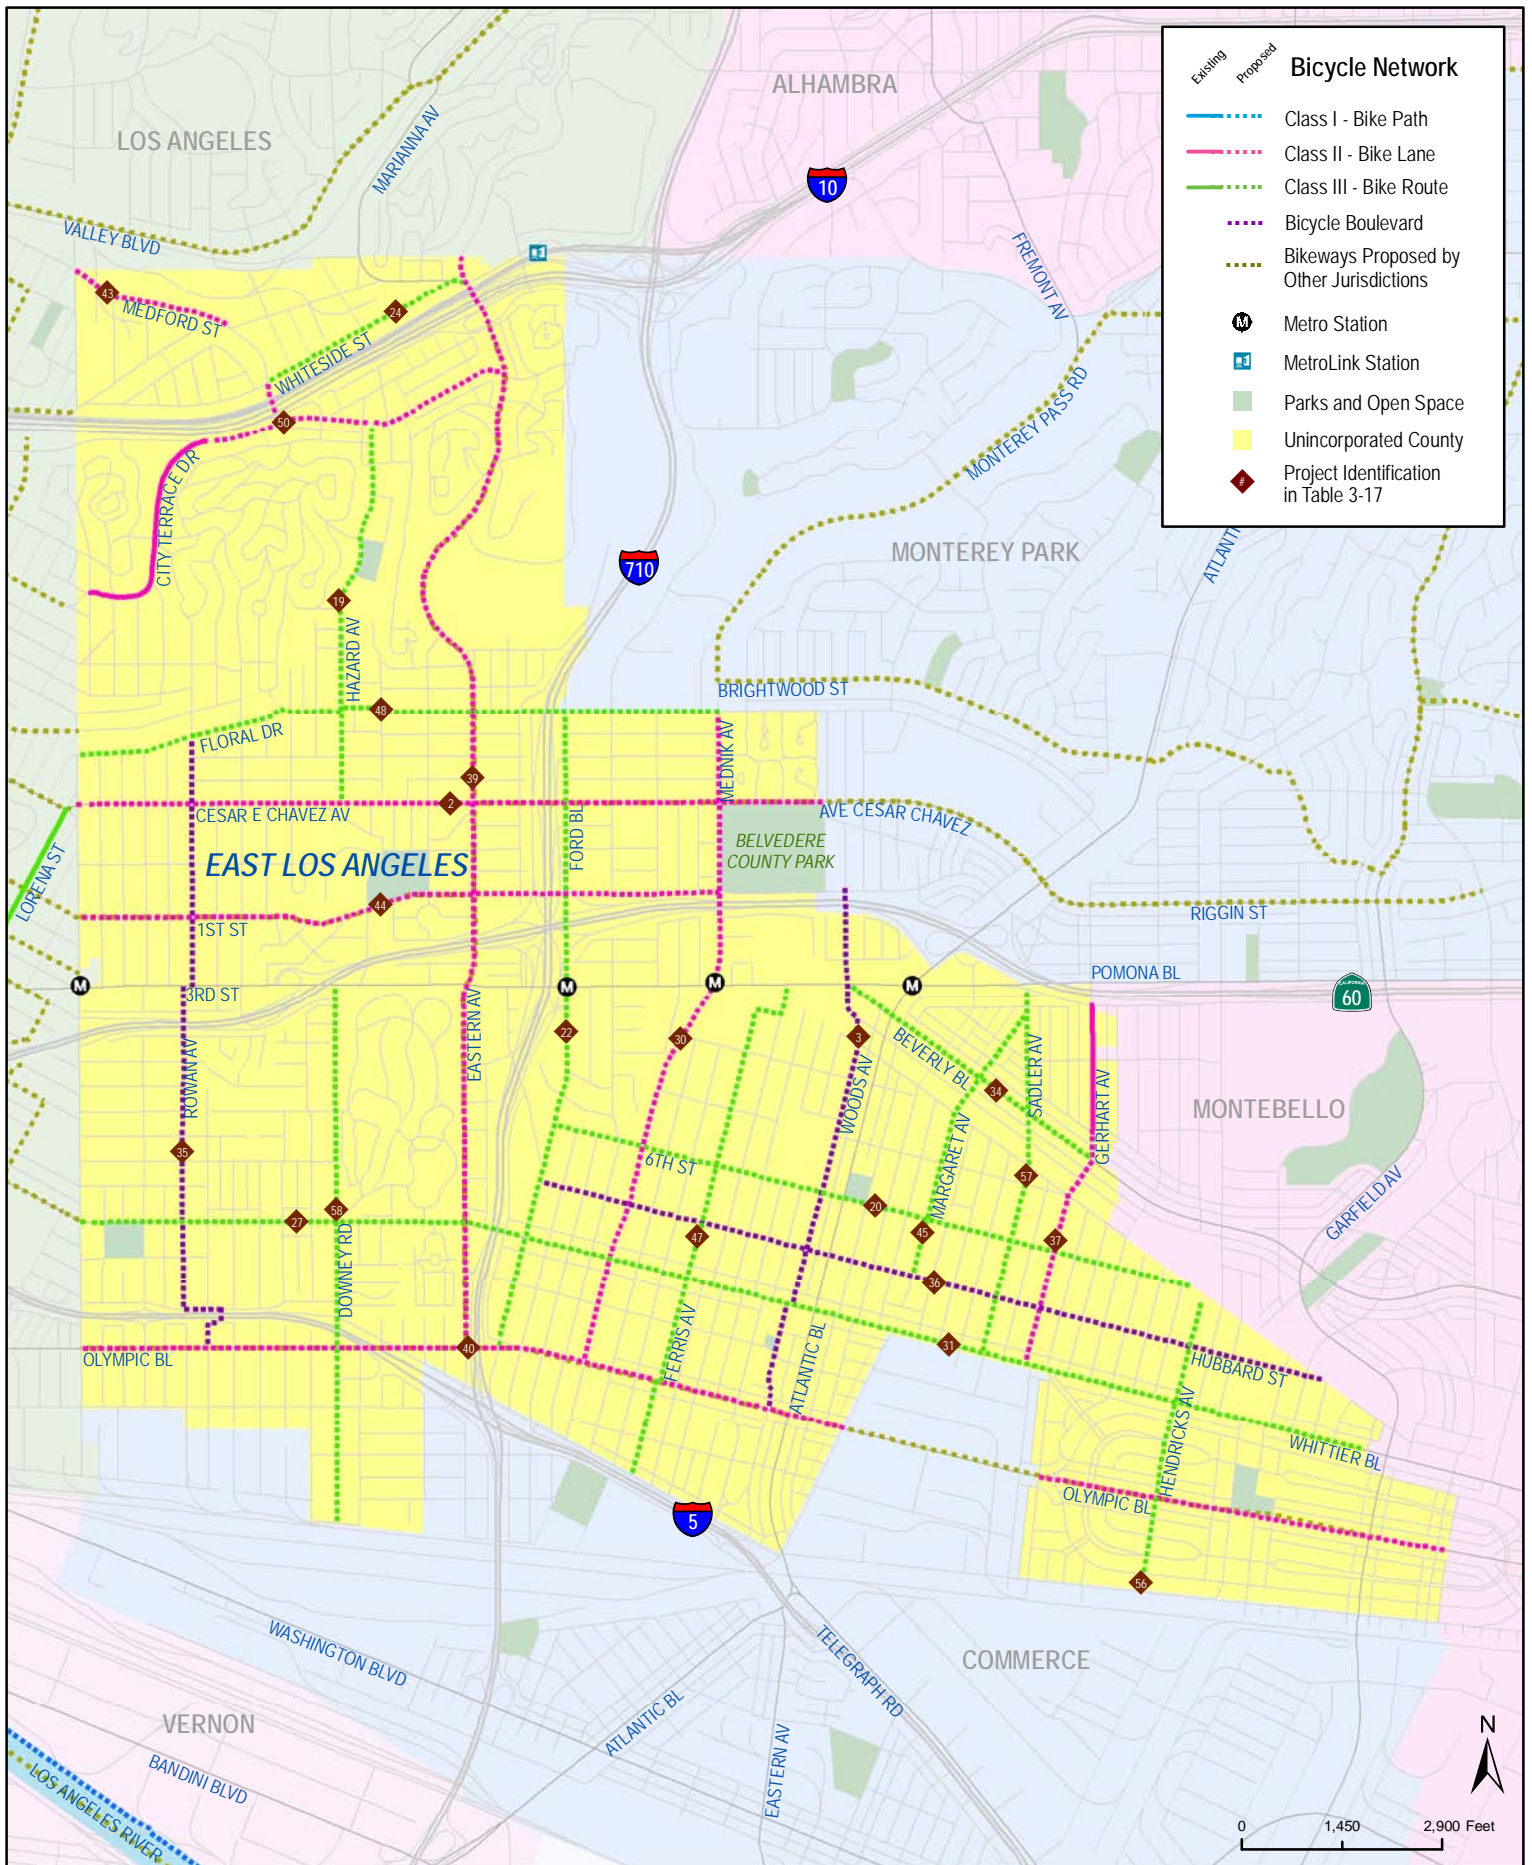 Existing
Proposed
Bicycle Network
Class I - Bike Path
Class II - Bike Lane
Class III - Bike Route
Bicycle Boulevard
Bikeways Proposed by
Other Jurisdictions
M
Metro Station
MetroLink Station
Parks and Open Space
Unincorporated County
#
Project Identification
in Table 3-17
ALHAMBRA
LOS ANGELES
MARIANNA AV
10
VALLEY BLVD
FREMONT AV
43
MEDFORD ST
24
WHITESIDE ST
MONTEREY PASS RD
50
CITY TERRACE DR
MONTEREY PARK
ATLANTI
710
19
HAZARD AV
BRIGHTWOOD ST
48
FLORAL DR
MEDNIK AV
39
2
CESAR E CHAVEZ AV
AVE CESAR CHAVEZ
FORD BL
BELVEDERE
COUNTY PARK
EAST LOS ANGELES
LORENA ST
44
1ST ST
RIGGIN ST
POMONA BL
M
M
M
M
3RD ST
CALIFORNIA
60
EASTERN AV
22
30
3
BEVERLY BL
SADLER AV
ROWAN AV
WOODS AV
34
GERHART AV
MONTEBELLO
35
6TH ST
MARGARET AV
57
GARFIELD AV
58
20
27
45
37
47
DOWNEY RD
36
40
FERRIS AV
ATLANTIC BL
31
OLYMPIC BL
HUBBARD ST
HENDRICKS AV
WHITTIER BL
OLYMPIC BL
5
56
WASHINGTON BLVD
TELEGRAPH RD
COMMERCE
ATLANTIC BL
VERNON
EASTERN AV
BANDINI BLVD
LOS ANGELES RIVER
N
0 1,450 2,900 Feet